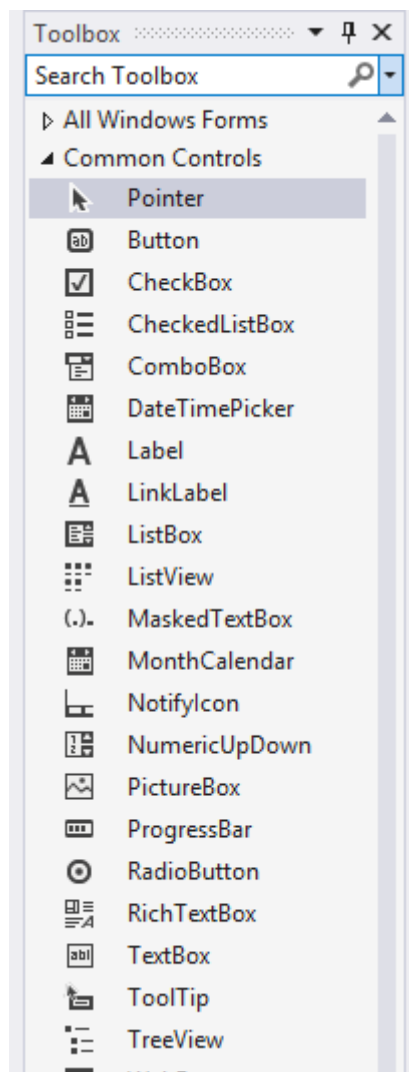 Toolbox
Search Toolbox
All Windows Forms
Common Controls
Pointer
Button
CheckBox
CheckedListBox
ComboBox
DateTimePicker
Label
LinkLabel
ListBox
ListView
MaskedTextBox
MonthCalendar
NotifyIcon
NumericUpDown
PictureBox
ProgressBar
RadioButton
RichTextBox
TextBox
ToolTip
TreeView